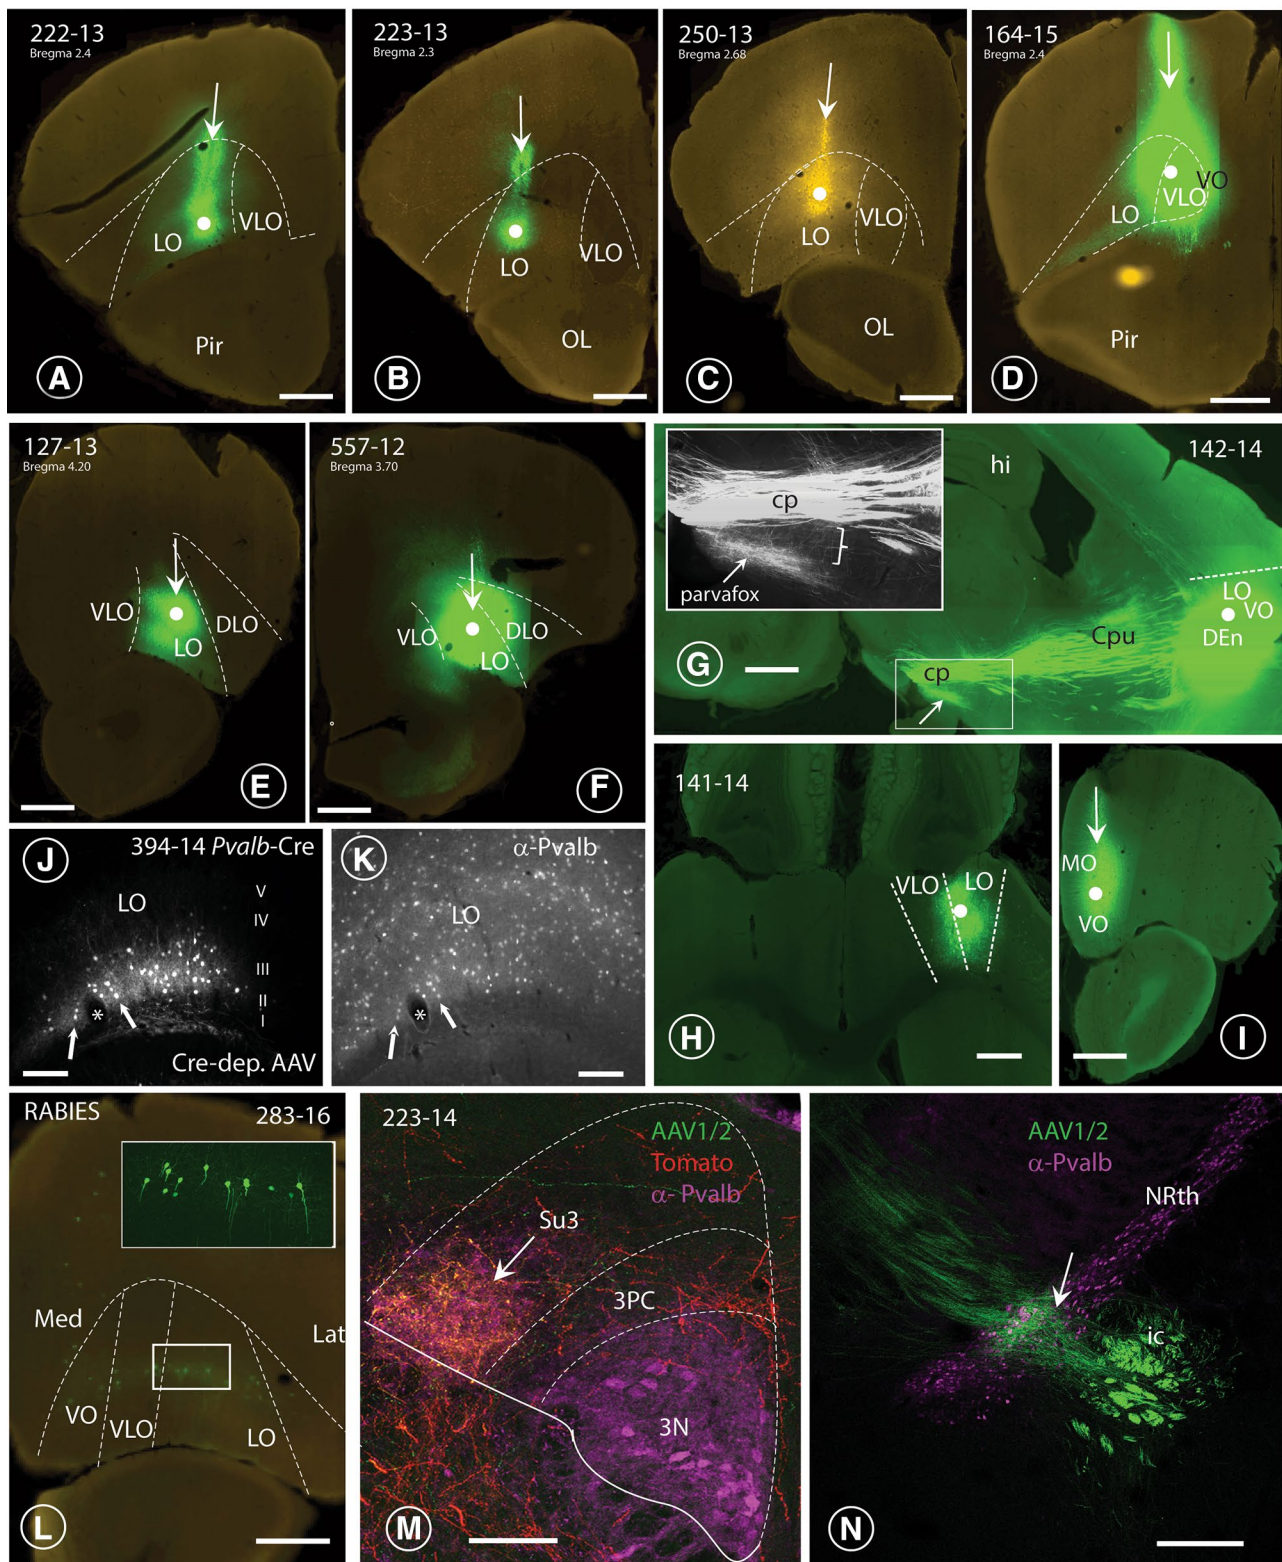 222-13
Bregma 2.4
LO
VLO
Pir
A
223-13
Bregma 2.3
VLO
LO
OL
B
250-13
Bregma 2.68
VLO
LO
OL
C
164-15
Bregma 2.4
VO
VLO
LO
Pir
D
127-13
Bregma 4.20
VLO
DLO
LO
E
557-12
Bregma 3.70
VLO
DLO
LO
F
142-14
hi
cp
parvafox
LO
VO
DEn
Cpu
cp
G
141-14
VLO
LO
H
MO
VO
I
J
394-14 Pvalb-Cre
LO
V
IV
III
II
I
*
Cre-dep. AAV
K
α-Pvalb
LO
*
RABIES
283-16
Med
Lat
VO
VLO
LO
L
223-14
AAV1/2
Tomato
α- Pvalb
Su3
3PC
3N
M
AAV1/2
α-Pvalb
NRth
ic
N